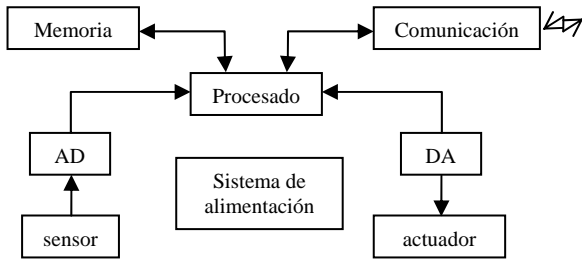 Memoria
Comunicación
Procesado
AD
DA
Sistema de
alimentación
sensor
actuador